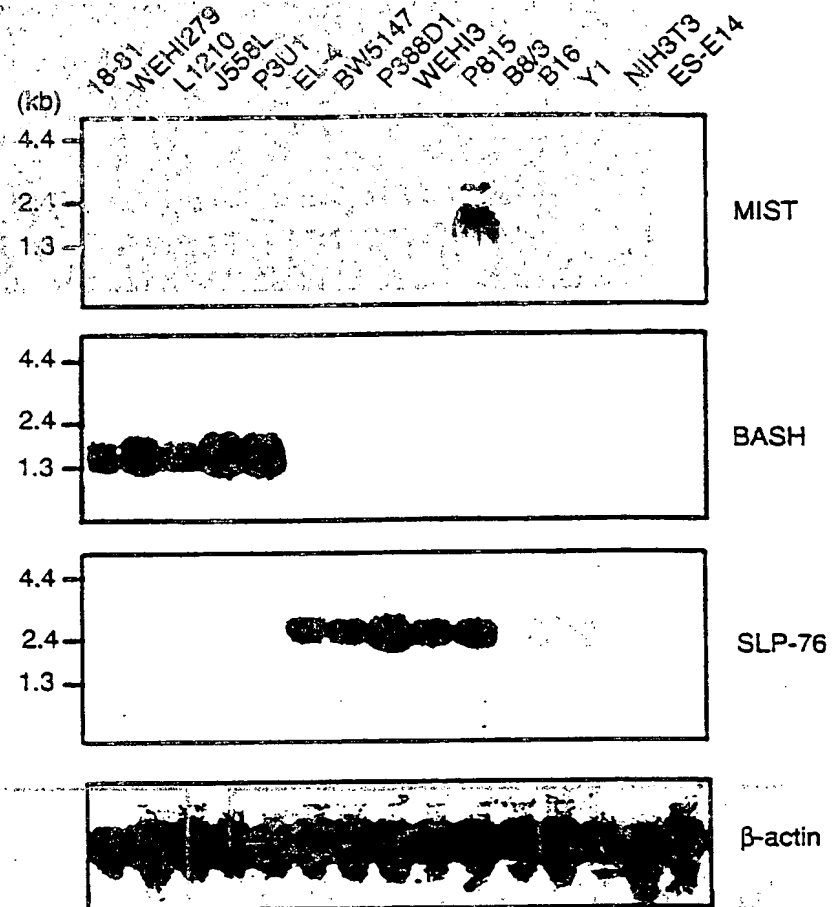 18-81 WEHI279 L1210 J558L P3U1 EL-4 BW5147 P388D1 WEHI3 P815 B8/3 B16 Y1 NIH3T3 ES-E14
(kb)
4.4
2.4
1.3
MIST
4.4
2.4
1.3
BASH
4.4
2.4
1.3
SLP-76
β-actin